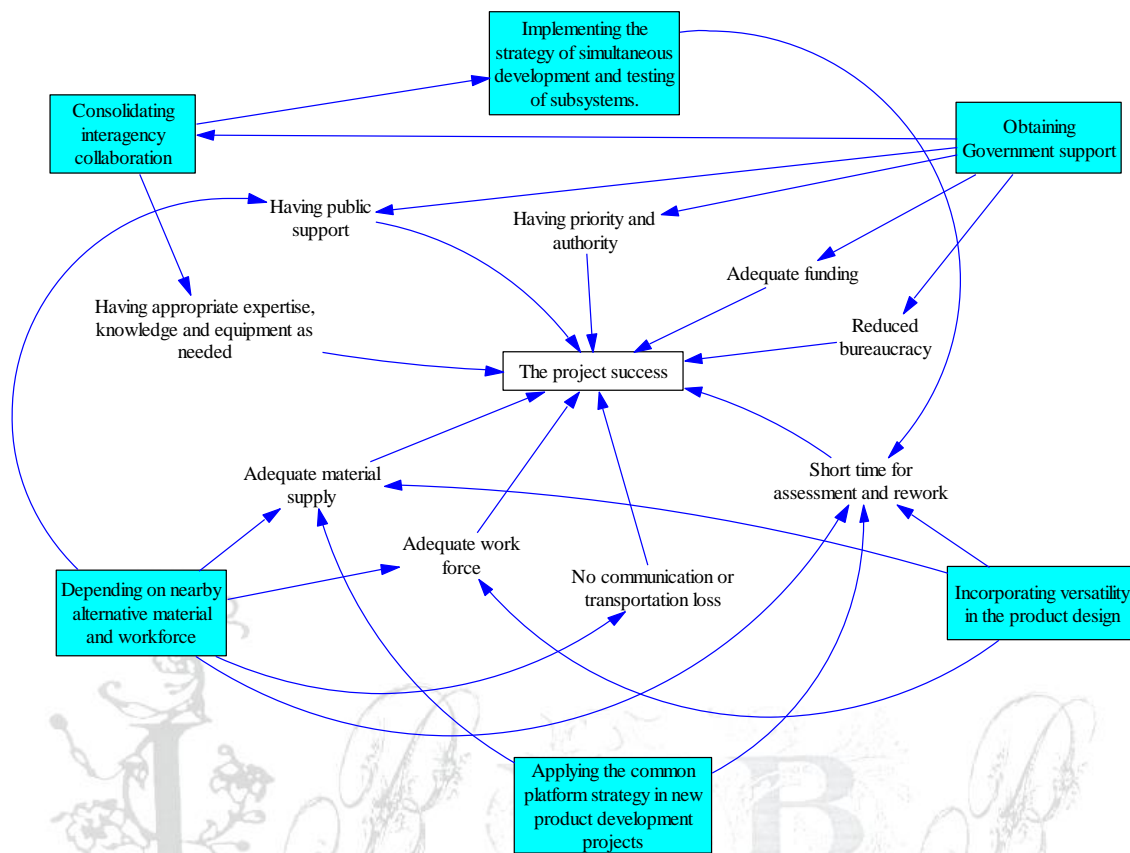 Implementing the
strategy of simultaneous
development and testing
of subsystems.
Consolidating
interagency
collaboration
Obtaining
Government support
Having public
support
Having priority and
authority
Adequate funding
Reduced
bureaucracy
Having appropriate expertise,
knowledge and equipment as
needed
The project success
Adequate material
supply
Short time for
assessment and rework
Adequate work
force
No communication or
transportation loss
Depending on nearby
alternative material
and workforce
Incorporating versatility
in the product design
Applying the common
platform strategy in new
product development
projects